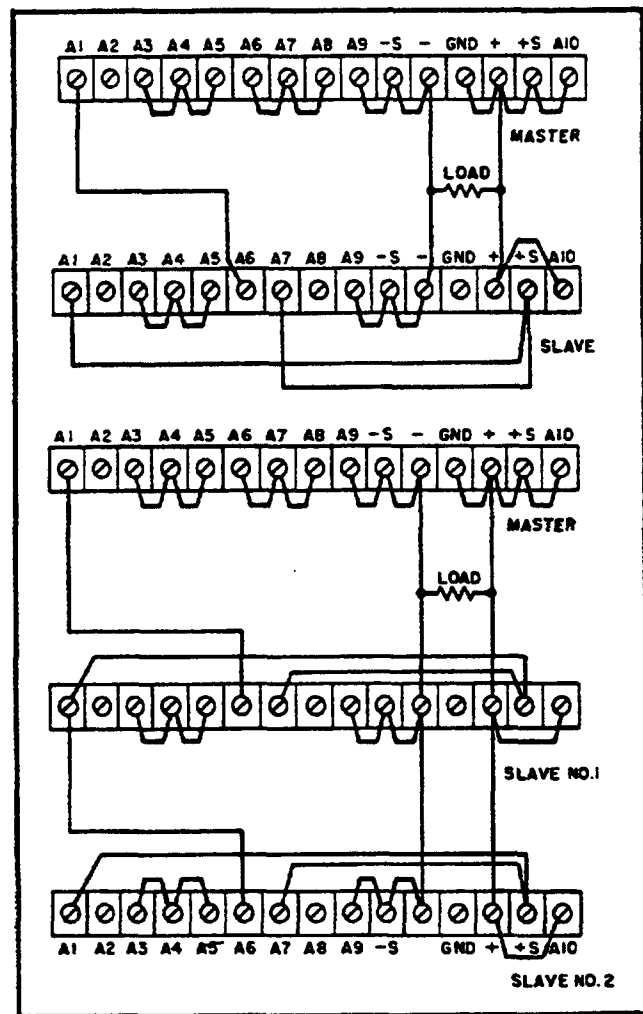 A1 A2 A3 A4 A5 A6 A7 A8 A9 -S - GND + +S A10
MASTER
LOAD
A1 A2 A3 A4 A5 A6 A7 A8 A9 -S - GND + +S A10
SLAVE
A1 A2 A3 A4 A5 A6 A7 A8 A9 -S - GND + +S A10
MASTER
LOAD
SLAVE NO.1
A1 A2 A3 A4 A5 A6 A7 A8 A9 -S GND + +S A10
SLAVE NO.2